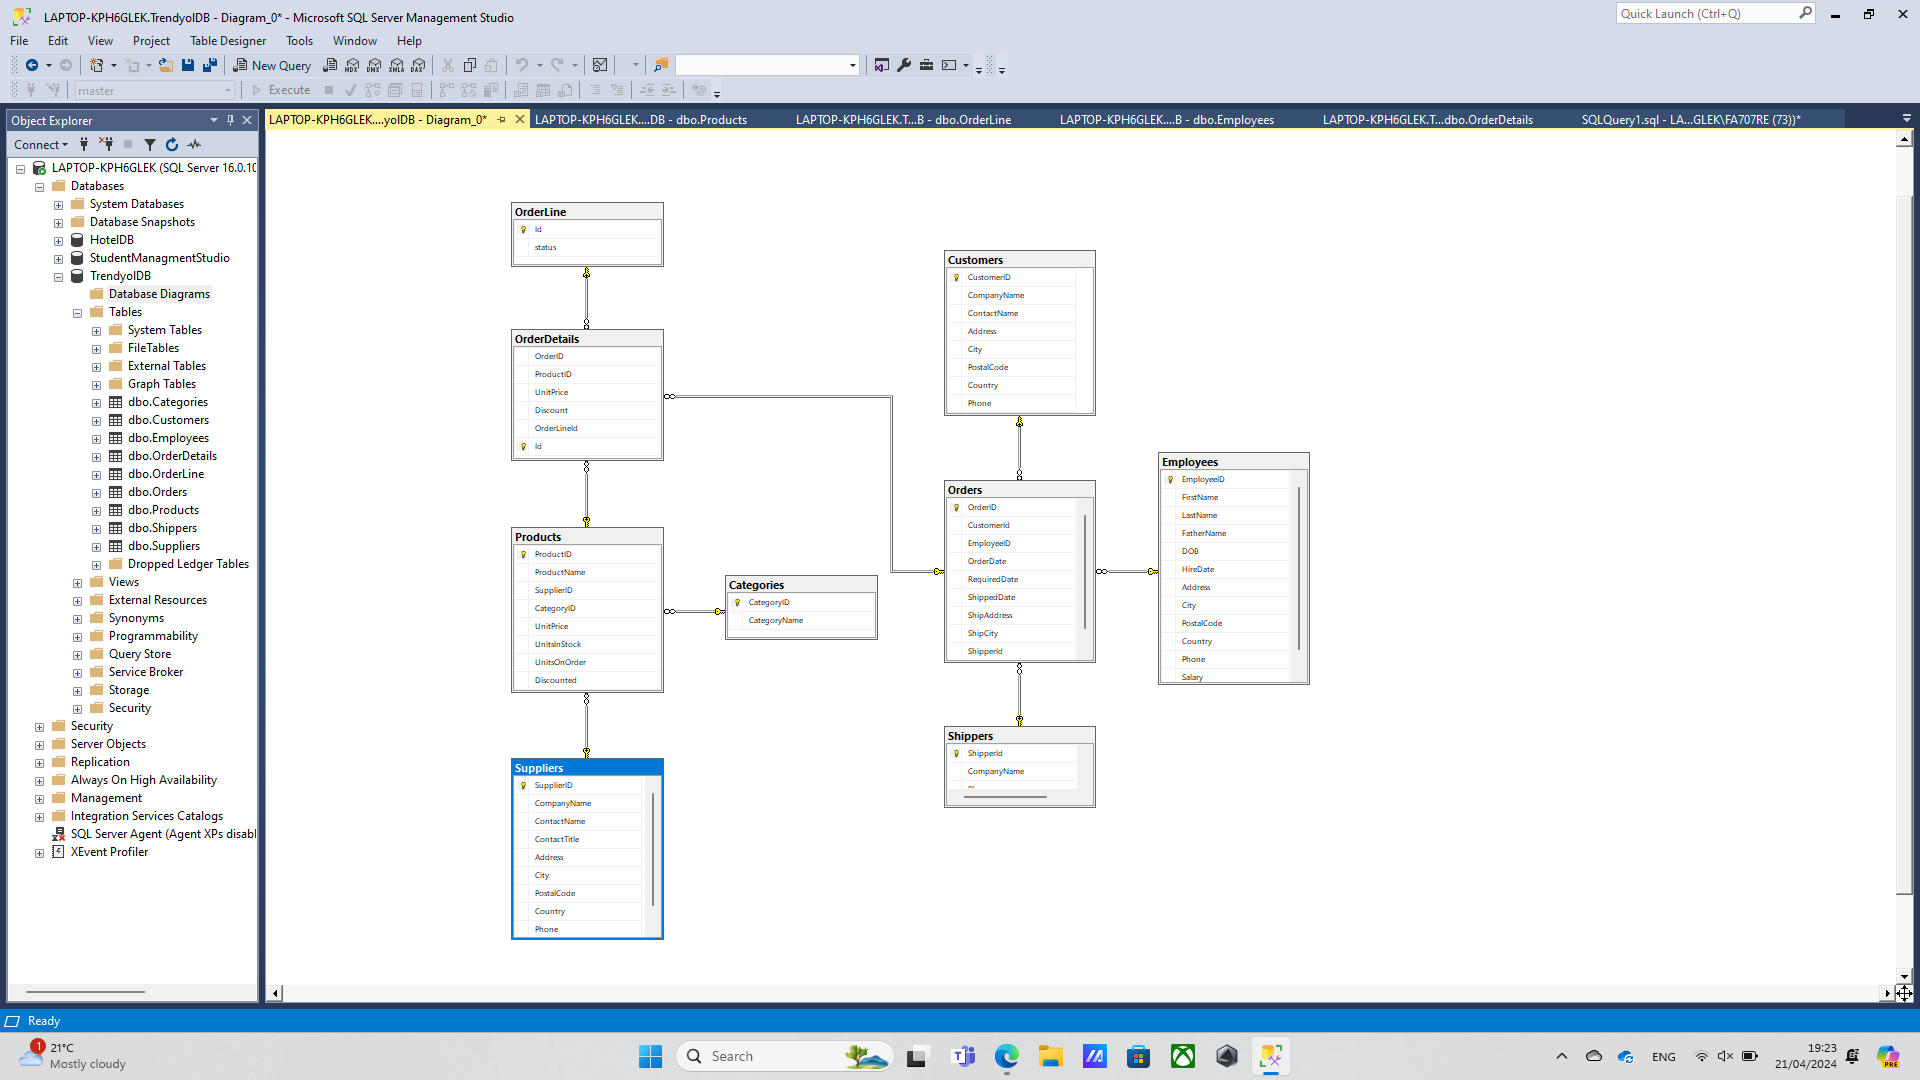 LAPTOP-KPH6GLEK.TrendyolDB - Diagram_0* - Microsoft SQL Server Management Studio
Quick Launch (Ctrl+Q)
File Edit View Project Table Designer Tools Window Help
New Query
MDX DMX XMLA DAX
master
Execute
Object Explorer
LAPTOP-KPH6GLEK....yolDB - Diagram_0*
LAPTOP-KPH6GLEK....DB - dbo.Products
LAPTOP-KPH6GLEK.T...B - dbo.OrderLine
LAPTOP-KPH6GLEK....B - dbo.Employees
LAPTOP-KPH6GLEK.T...dbo.OrderDetails
SQLQuery1.sql - LA...GLEK\FA707RE (73))*
Connect
LAPTOP-KPH6GLEK (SQL Server 16.0.10
Databases
System Databases
Database Snapshots
HotelDB
StudentManagmentStudio
TrendyolDB
Database Diagrams
Tables
System Tables
FileTables
External Tables
Graph Tables
dbo.Categories
dbo.Customers
dbo.Employees
dbo.OrderDetails
dbo.OrderLine
dbo.Orders
dbo.Products
dbo.Shippers
dbo.Suppliers
Dropped Ledger Tables
Views
External Resources
Synonyms
Programmability
Query Store
Service Broker
Storage
Security
Security
Server Objects
Replication
Always On High Availability
Management
Integration Services Catalogs
SQL Server Agent (Agent XPs disabl
XEvent Profiler
OrderLine
Id
status
OrderDetails
OrderID
ProductID
UnitPrice
Discount
OrderLineId
Id
Products
ProductID
ProductName
SupplierID
CategoryID
UnitPrice
UnitsInStock
UnitsOnOrder
Discounted
Suppliers
SupplierID
CompanyName
ContactName
ContactTitle
Address
City
PostalCode
Country
Phone
Categories
CategoryID
CategoryName
Customers
CustomerID
CompanyName
ContactName
Address
City
PostalCode
Country
Phone
Orders
OrderID
CustomerId
EmployeeID
OrderDate
RequiredDate
ShippedDate
ShipAddress
ShipCity
ShipperId
Shippers
ShipperId
CompanyName
Employees
EmployeeID
FirstName
LastName
FatherName
DOB
HireDate
Address
City
PostalCode
Country
Phone
Salary
Ready
1
21°C
Mostly cloudy
Search
ENG
19:23
21/04/2024
PRE